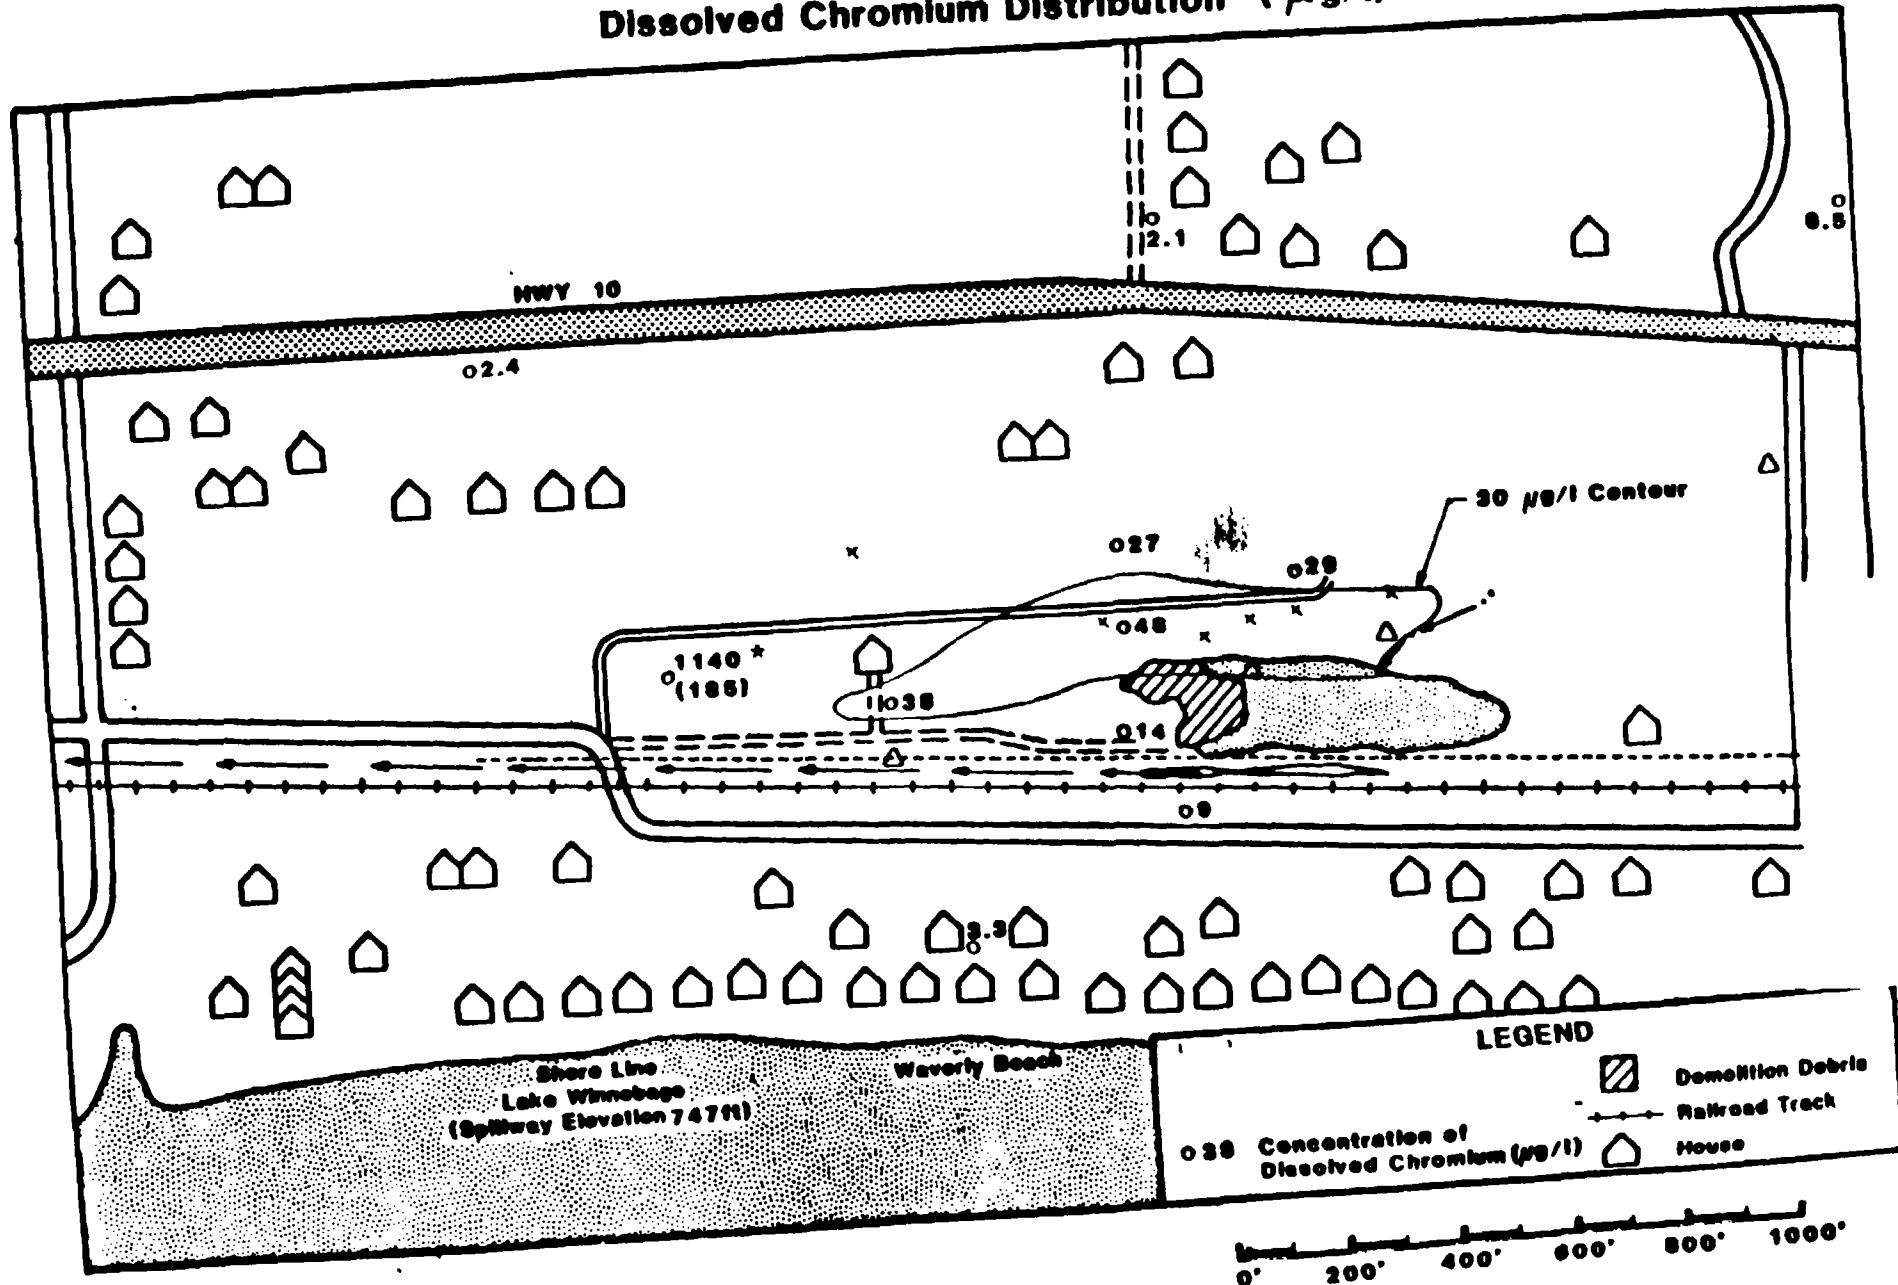 Dissolved Chromium Distribution
2.1
6.5
HWY 10
2.4
30 µg/l Contour
27
29
48
1140 *
(185)
38
14
9
3.3
Shore Line
Lake Winnebago
(Spillway Elevation 747ft)
Waverly Beach
LEGEND
Demolition Debris
Railroad Track
House
38 Concentration of
Dissolved Chromium (µg/l)
0' 200' 400' 600' 800' 1000'